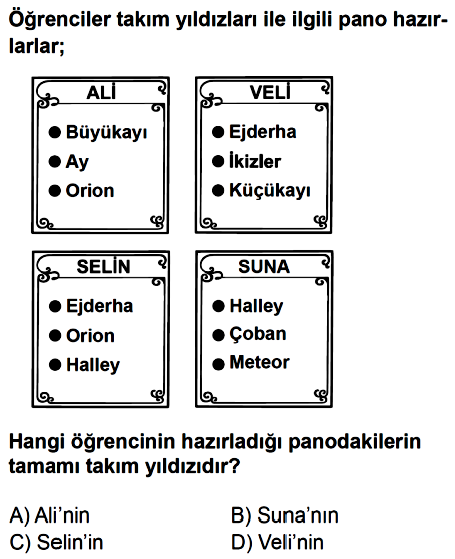 Öğrenciler takım yıldızları ile ilgili pano hazır-
larlar;
ALİ
● Büyükayı
● Ay
● Orion
VELİ
● Ejderha
● İkizler
● Küçükayı
SELİN
● Ejderha
● Orion
● Halley
SUNA
● Halley
● Çoban
● Meteor
Hangi öğrencinin hazırladığı panodakilerin
tamamı takım yıldızıdır?
A) Ali’nin B) Suna’nın
C) Selin’in D) Veli’nin